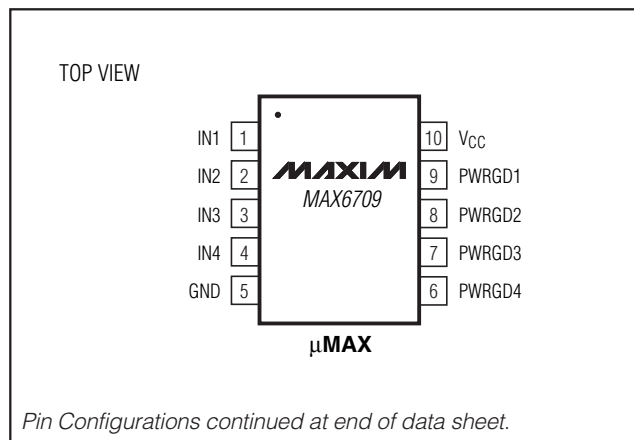 TOP VIEW
IN1 1 10 VCC
IN2 2 MAXIM 9 PWRGD1
MAX6709
IN3 3 8 PWRGD2
IN4 4 7 PWRGD3
GND 5 6 PWRGD4
µMAX
Pin Configurations continued at end of data sheet.